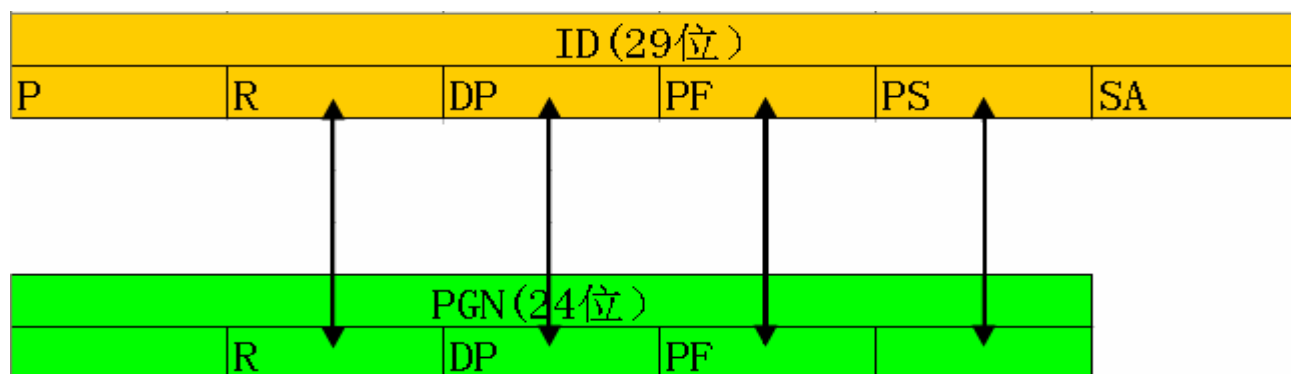 ID(29位)
P R DP PF PS SA
PGN(24位)
R DP PF